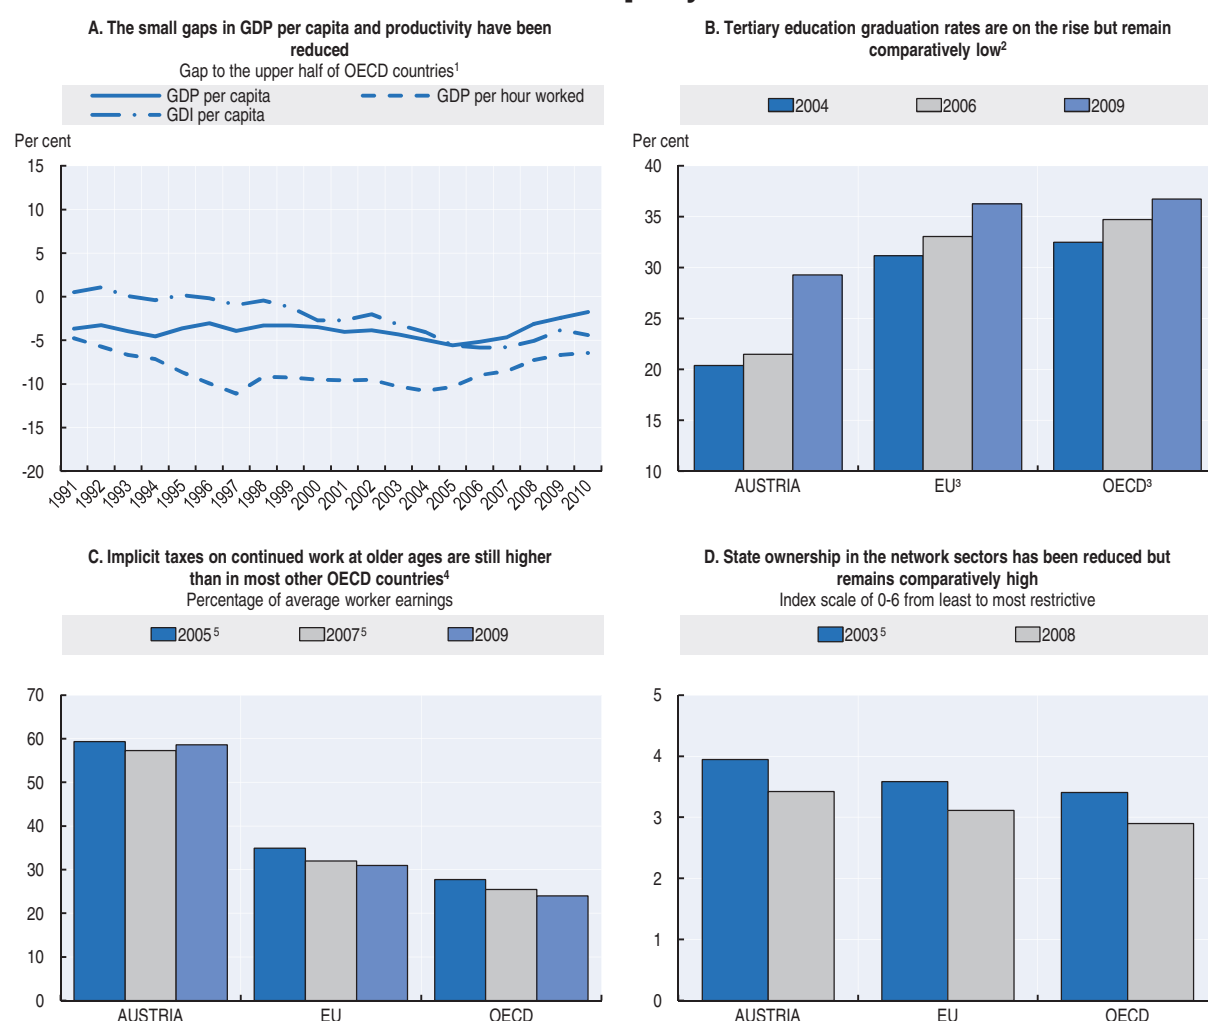 A. The small gaps in GDP per capita and productivity have been
reduced
Gap to the upper half of OECD countries1
GDP per capita
GDP per hour worked
GDI per capita
Per cent
15
10
5
0
-5
-10
-15
-20
1991
1992
1993
1994
1995
1996
1997
1998
1999
2000
2001
2002
2003
2004
2005
2006
2007
2008
2009
2010
B. Tertiary education graduation rates are on the rise but remain
comparatively low2
2004
2006
2009
Per cent
40
35
30
25
20
15
10
AUSTRIA
EU3
OECD3
C. Implicit taxes on continued work at older ages are still higher
than in most other OECD countries4
Percentage of average worker earnings
2005 5
2007 5
2009
70
60
50
40
30
20
10
0
AUSTRIA
EU
OECD
D. State ownership in the network sectors has been reduced but
remains comparatively high
Index scale of 0-6 from least to most restrictive
2003 5
2008
5
4
3
2
1
0
AUSTRIA
EU
OECD